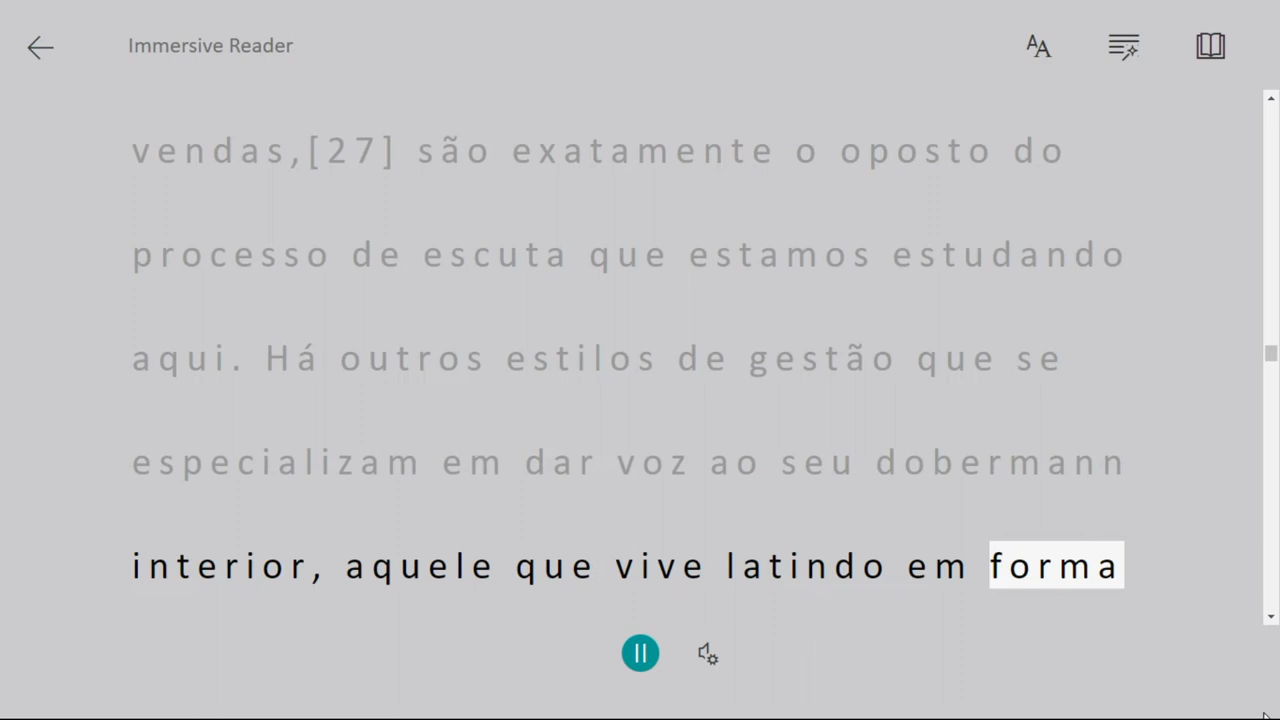 Immersive Reader
vendas,[27] são exatamente o oposto do
processo de escuta que estamos estudando
aqui. Há outros estilos de gestão que se
especializam em dar voz ao seu dobermann
interior, aquele que vive latindo em forma